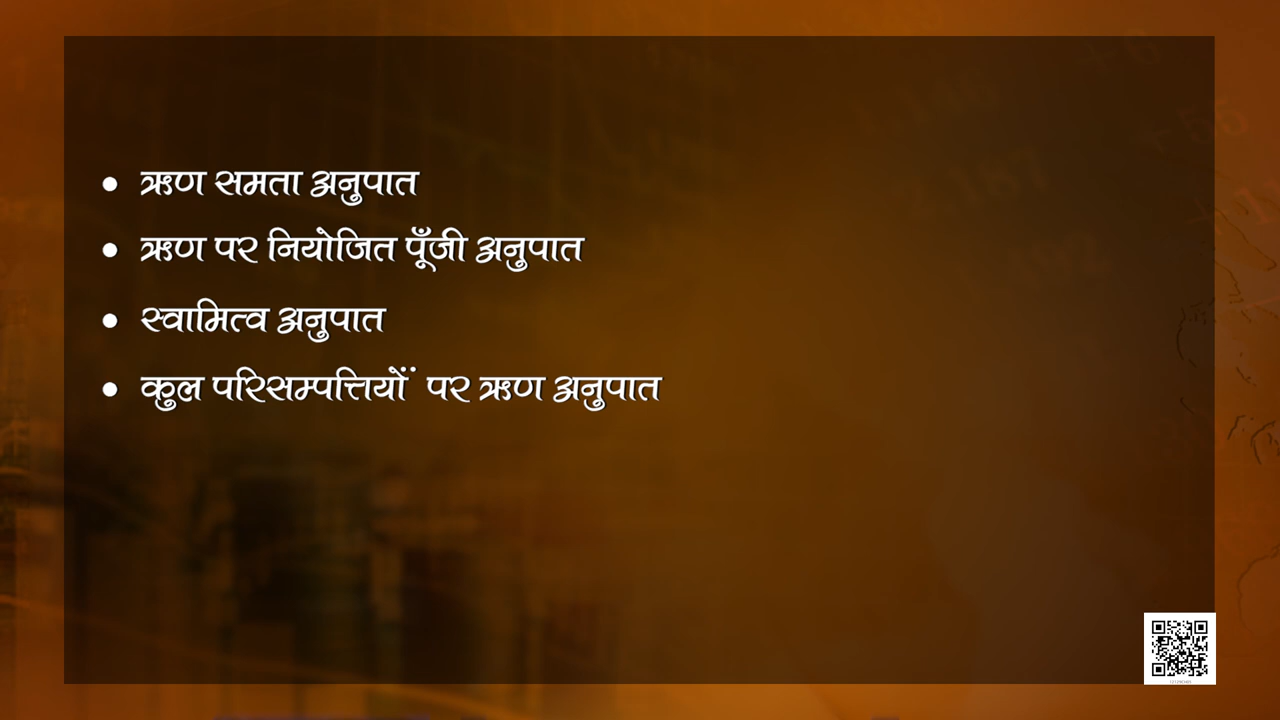 • ऋण समता अनुपात
• ऋण पर नियोजित पूँजी अनुपात
• स्वामित्व अनुपात
• कुल परिसम्पत्तियों पर ऋण अनुपात